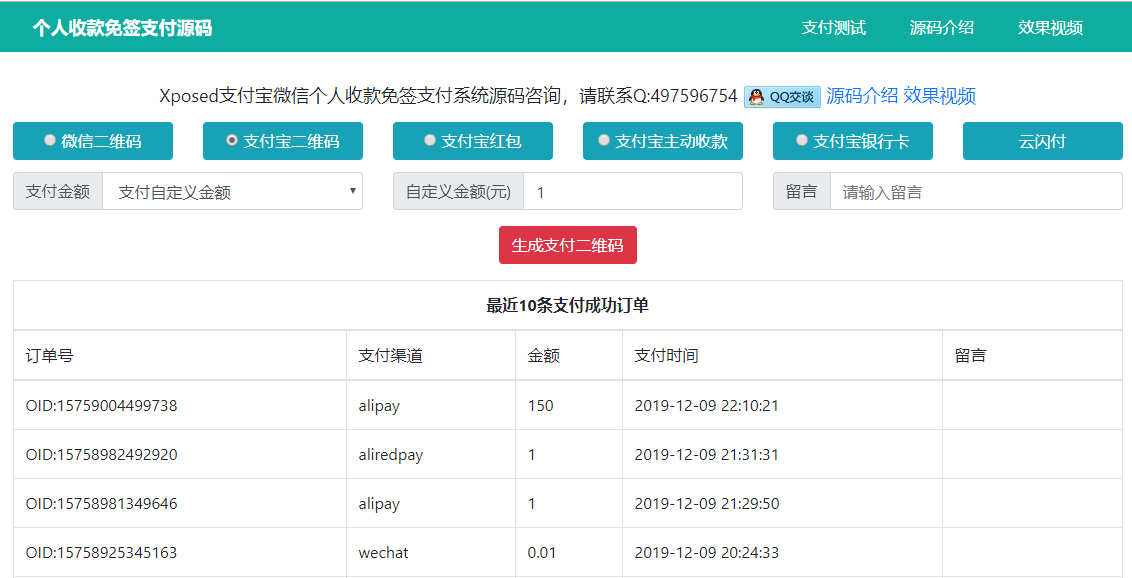 个人收款免签支付源码 支付测试 源码介绍 效果视频
Xposed支付宝微信个人收款免签支付系统源码咨询，请联系Q:497596754 QQ交谈 源码介绍 效果视频
微信二维码 支付宝二维码 支付宝红包 支付宝主动收款 支付宝银行卡 云闪付
支付金额 支付自定义金额 自定义金额(元) 1 留言 请输入留言
生成支付二维码
最近10条支付成功订单
订单号 支付渠道 金额 支付时间 留言
OID:15759004499738 alipay 150 2019-12-09 22:10:21
OID:15758982492920 aliredpay 1 2019-12-09 21:31:31
OID:15758981349646 alipay 1 2019-12-09 21:29:50
OID:15758925345163 wechat 0.01 2019-12-09 20:24:33